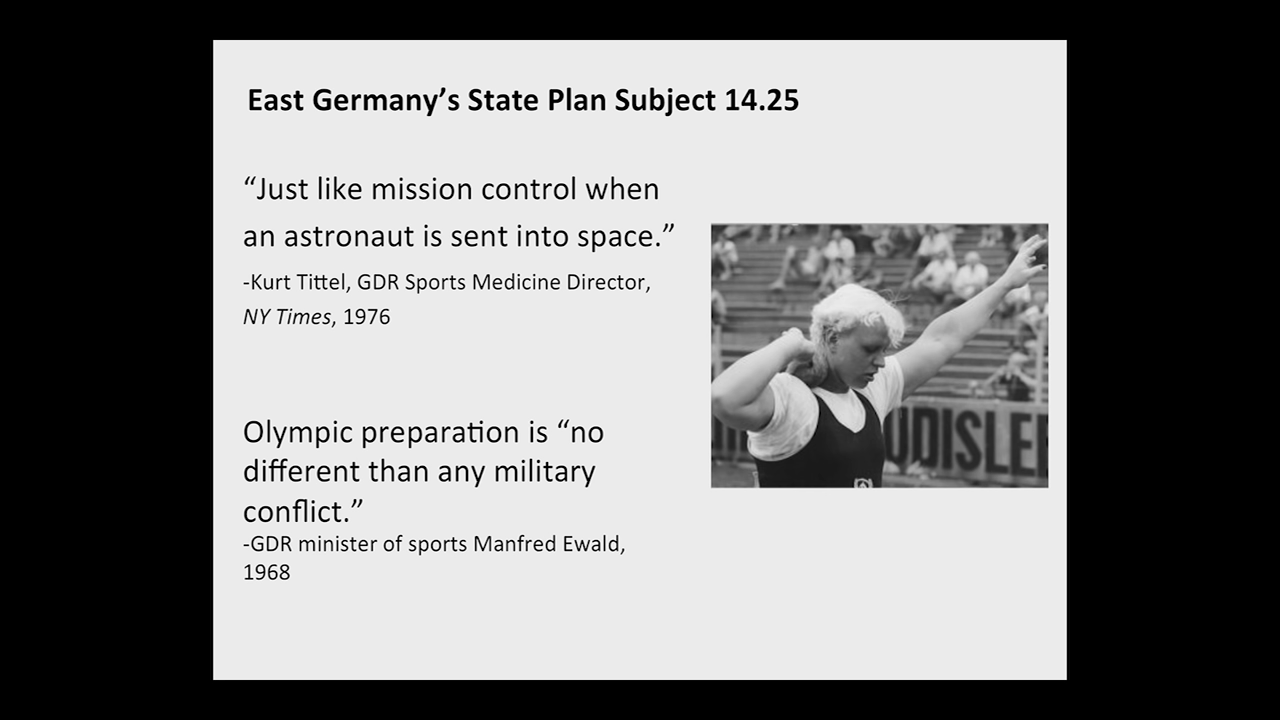 East Germany’s State Plan Subject 14.25
“Just like mission control when
an astronaut is sent into space.”
-Kurt Tittel, GDR Sports Medicine Director,
NY Times, 1976
Olympic preparation is “no
different than any military
conflict.”
-GDR minister of sports Manfred Ewald,
1968
UDISLE